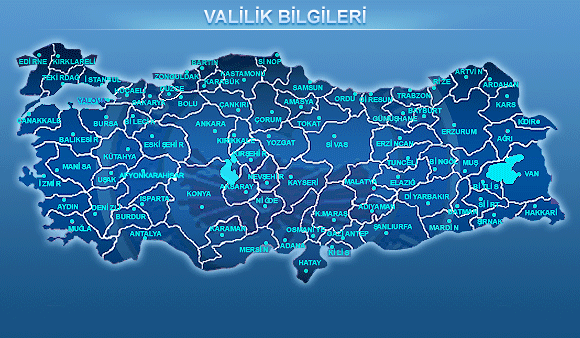 VALİLİK BİLGİLERİ
EDİRNE
KIRKLARELİ
TEKİRDAĞ
İSTANBUL
YALOVA
KOCAELİ
SAKARYA
DÜZCE
ZONGULDAK
BARTIN
KARABÜK
KASTAMONU
SİNOP
BOLU
ÇANKIRI
SAMSUN
AMASYA
ORDU
GİRESUN
TRABZON
RİZE
ARTVİN
ARDAHAN
KARS
IĞDIR
ÇANAKKALE
BURSA
BİLECİK
BALIKESİR
ESKİŞEHİR
KÜTAHYA
ANKARA
KIRIKKALE
KIRŞEHİR
ÇORUM
YOZGAT
TOKAT
SİVAS
GÜMÜŞHANE
BAYBURT
ERZİNCAN
ERZURUM
AĞRI
MANİSA
İZMİR
UŞAK
AFYONKARAHİSAR
AYDIN
DENİZLİ
MUĞLA
BURDUR
ISPARTA
ANTALYA
KONYA
AKSARAY
NEVŞEHİR
NİĞDE
KAYSERİ
KARAMAN
MERSİN
ADANA
OSMANİYE
HATAY
KİLİS
GAZİANTEP
K.MARAŞ
MALATYA
ADIYAMAN
ŞANLIURFA
ELAZIĞ
TUNCELİ
BİNGÖL
MUŞ
DİYARBAKIR
MARDİN
BATMAN
SİİRT
BİTLİS
VAN
ŞIRNAK
HAKKARİ